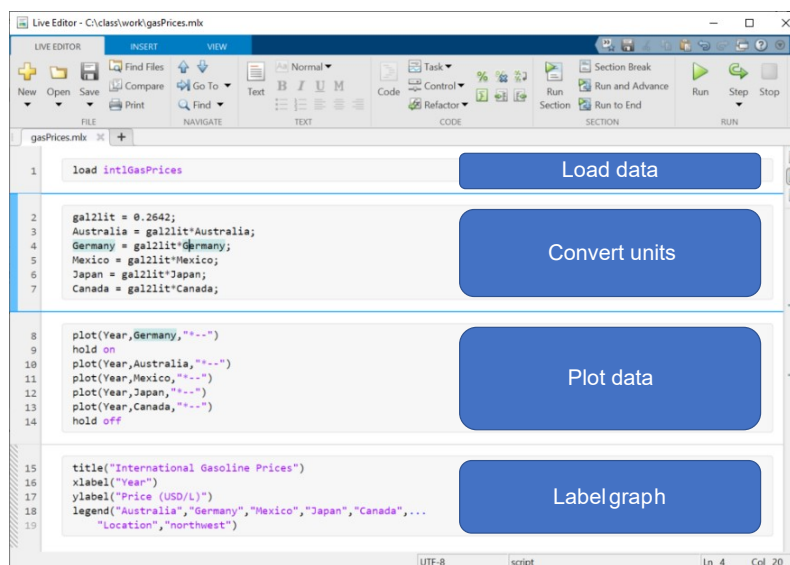 Live Editor - C:\class\work\gasPrices.mlx
LIVE EDITOR INSERT VIEW
New Open Save Find Files Compare Print
FILE
Go To Find
NAVIGATE
Text Normal B I U M
TEXT
Code Task Control Refactor
CODE
Run Section Section Break Run and Advance Run to End
SECTION
Run Step Stop
RUN
gasPrices.mlx
1 load intlGasPrices
Load data
2 gal2lit = 0.2642;
3 Australia = gal2lit*Australia;
4 Germany = gal2lit*Germany;
5 Mexico = gal2lit*Mexico;
6 Japan = gal2lit*Japan;
7 Canada = gal2lit*Canada;
Convert units
8 plot(Year,Germany,"*--")
9 hold on
10 plot(Year,Australia,"*--")
11 plot(Year,Mexico,"*--")
12 plot(Year,Japan,"*--")
13 plot(Year,Canada,"*--")
14 hold off
Plot data
15 title("International Gasoline Prices")
16 xlabel("Year")
17 ylabel("Price (USD/L)")
18 legend("Australia","Germany","Mexico","Japan","Canada",...
19 "Location","northwest")
Label graph
UTF-8 script Ln 4 Col 20